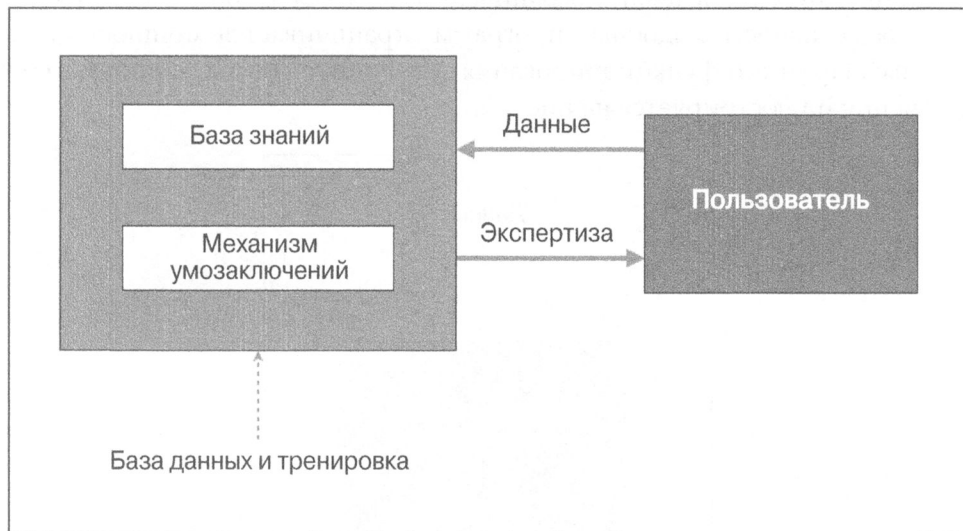 База знаний
Данные
Пользователь
Механизм
умозаключений
Экспертиза
База данных и тренировка